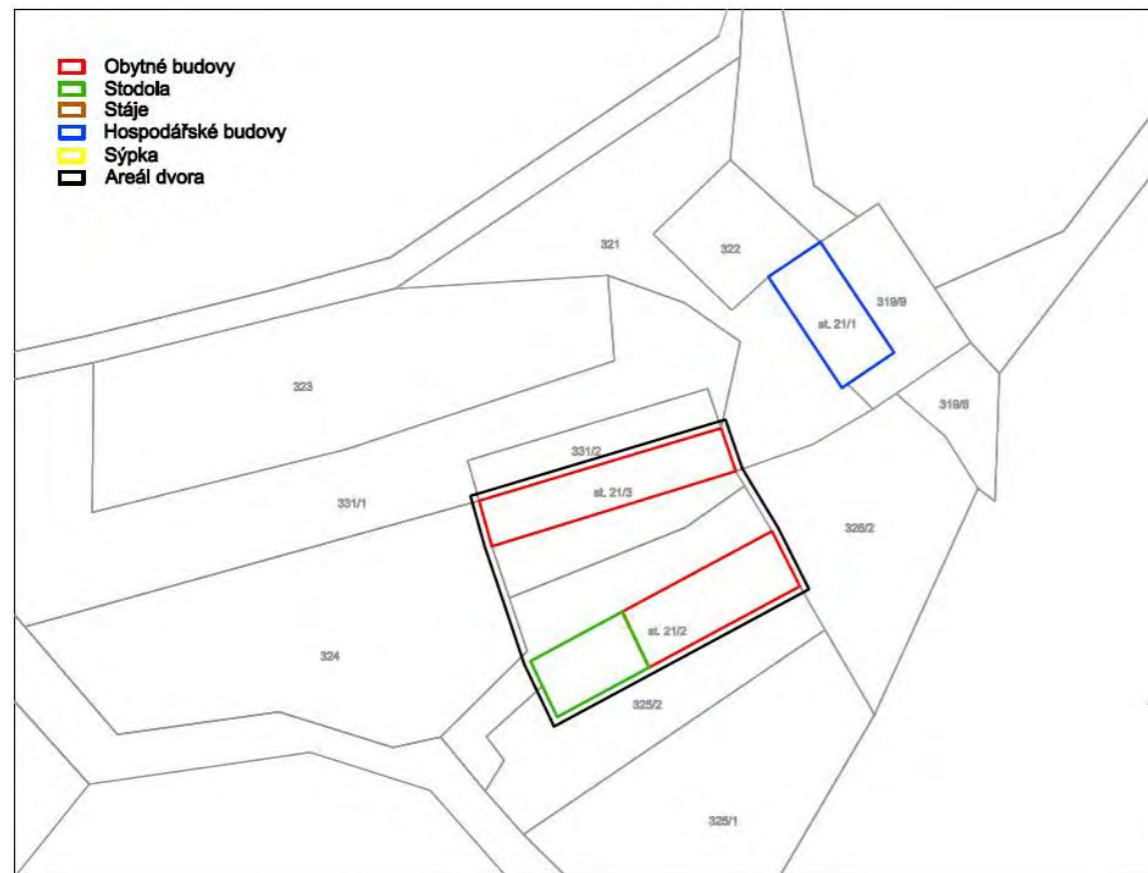 Obytné budovy
Stodola
Stáje
Hospodářské budovy
Sýpka
Areál dvora
321
322
319/9
st. 21/1
323
319/8
331/2
st. 21/3
331/1
326/2
st. 21/2
324
325/2
325/1